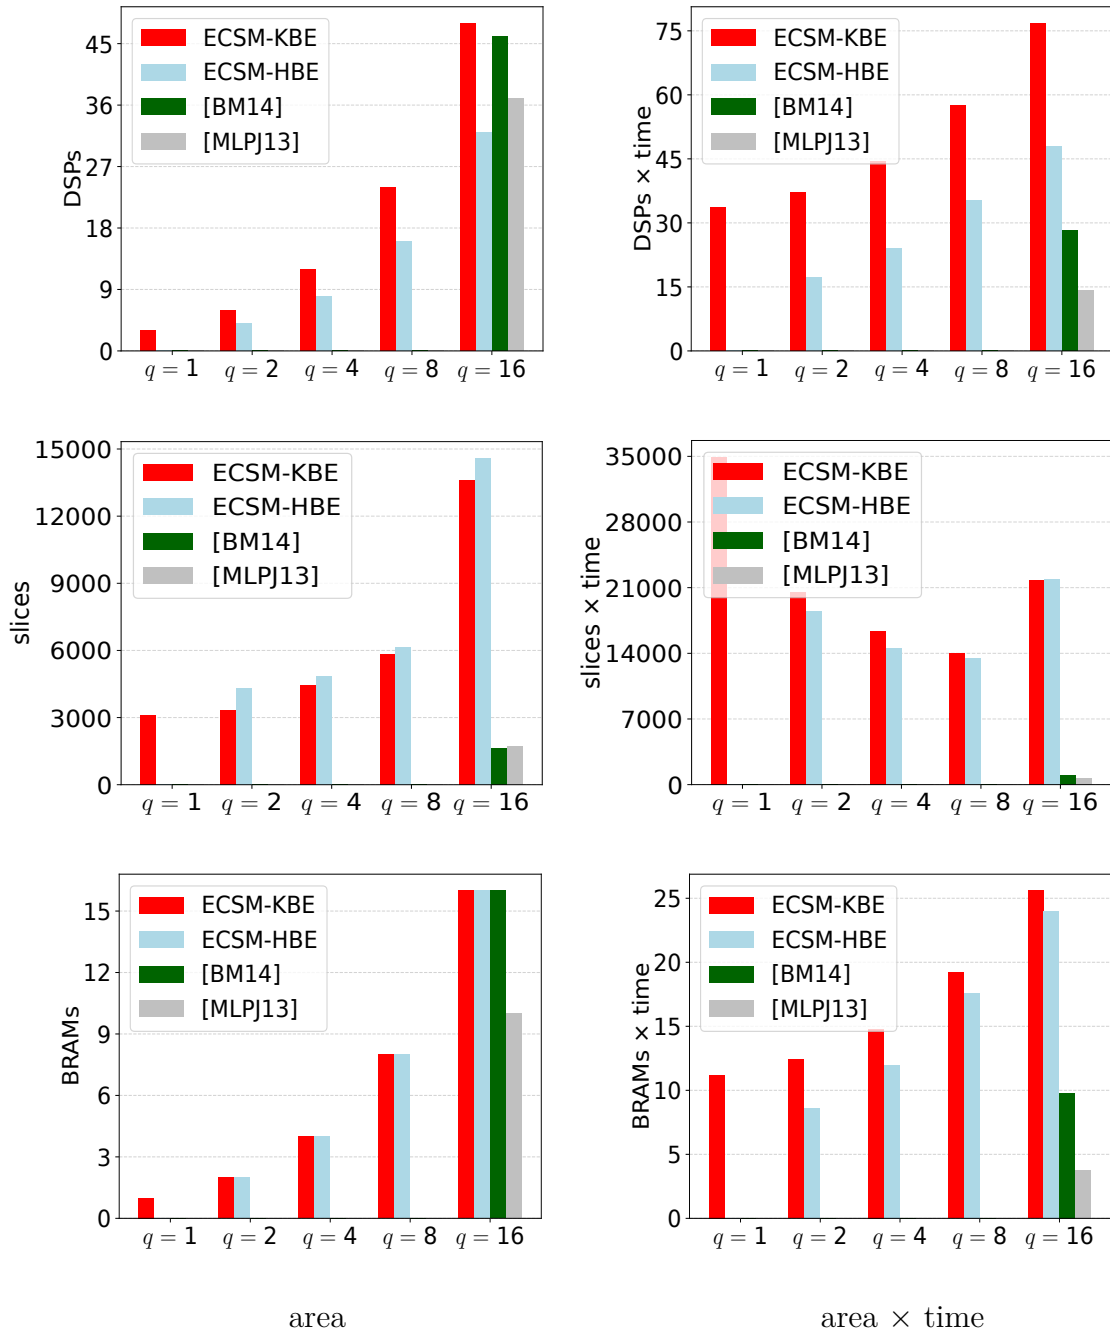 DSPs
45
36
27
18
9
0
ECSM-KBE
ECSM-HBE
[BM14]
[MLPJ13]
q = 1
q = 2
q = 4
q = 8
q = 16
DSPs × time
75
60
45
30
15
0
ECSM-KBE
ECSM-HBE
[BM14]
[MLPJ13]
q = 1
q = 2
q = 4
q = 8
q = 16
slices
15000
12000
9000
6000
3000
0
ECSM-KBE
ECSM-HBE
[BM14]
[MLPJ13]
q = 1
q = 2
q = 4
q = 8
q = 16
slices × time
35000
28000
21000
14000
7000
0
ECSM-KBE
ECSM-HBE
[BM14]
[MLPJ13]
q = 1
q = 2
q = 4
q = 8
q = 16
BRAMs
15
12
9
6
3
0
ECSM-KBE
ECSM-HBE
[BM14]
[MLPJ13]
q = 1
q = 2
q = 4
q = 8
q = 16
BRAMs × time
25
20
15
10
5
0
ECSM-KBE
ECSM-HBE
[BM14]
[MLPJ13]
q = 1
q = 2
q = 4
q = 8
q = 16
area
area × time